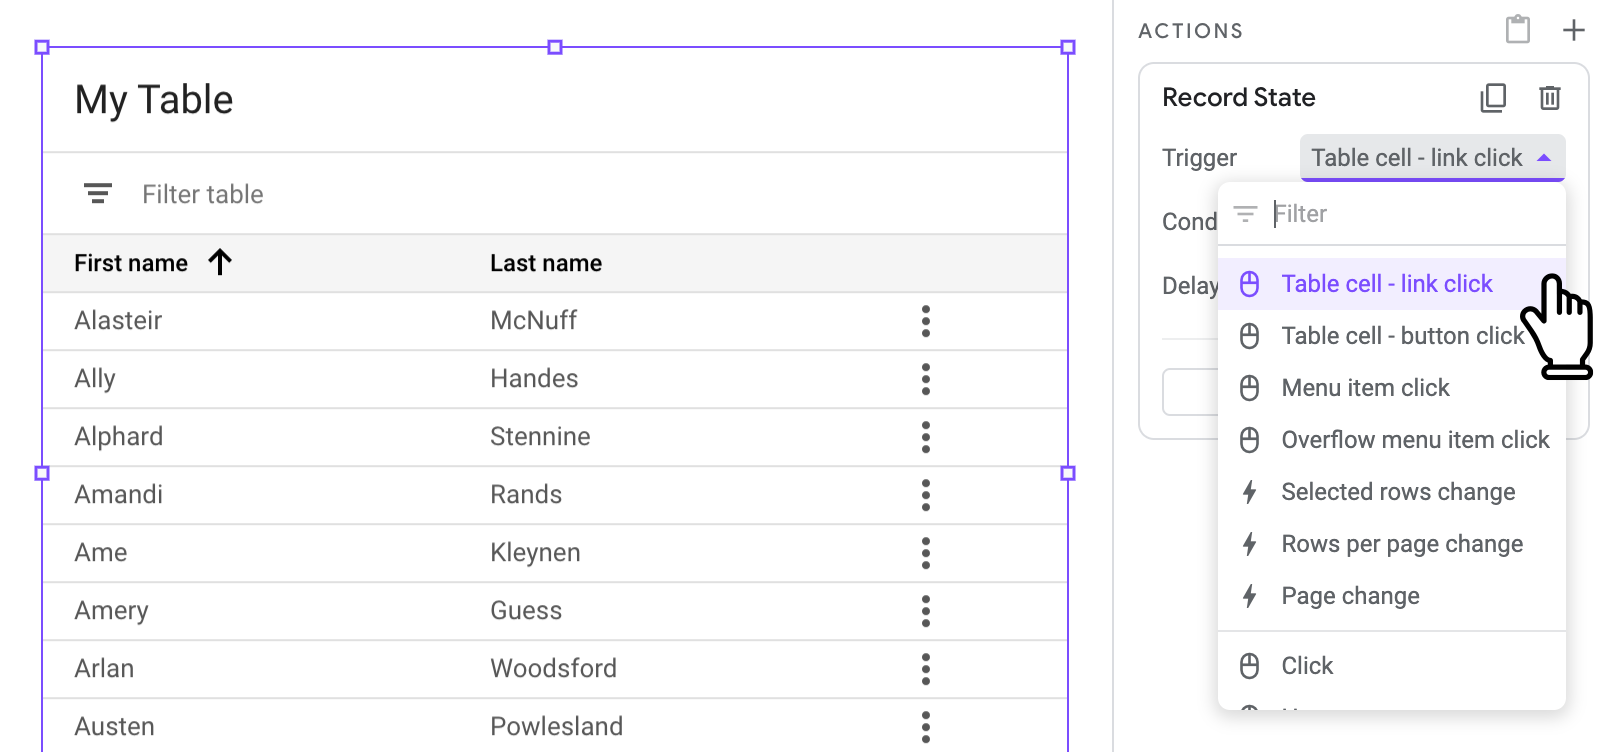 My Table
Filter table
First name Last name
Alasteir McNuff
Ally Handes
Alphard Stennine
Amandi Rands
Ame Kleynen
Amery Guess
Arlan Woodsford
Austen Powlesland
ACTIONS
Record State
Trigger Table cell - link click
Cond
Delay
Filter
Table cell - link click
Table cell - button click
Menu item click
Overflow menu item click
Selected rows change
Rows per page change
Page change
Click